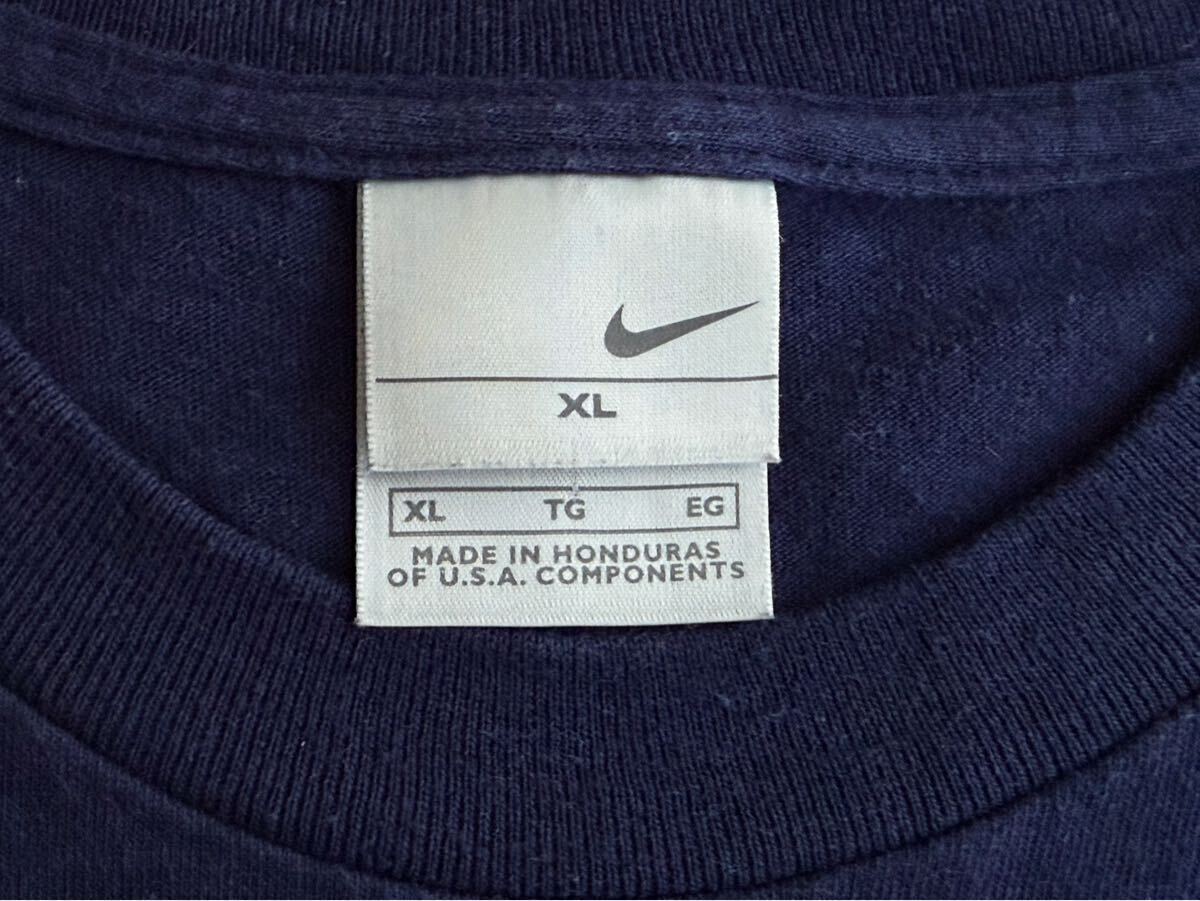 XL
XL TG EG
MADE IN HONDURAS
OF U.S.A. COMPONENTS